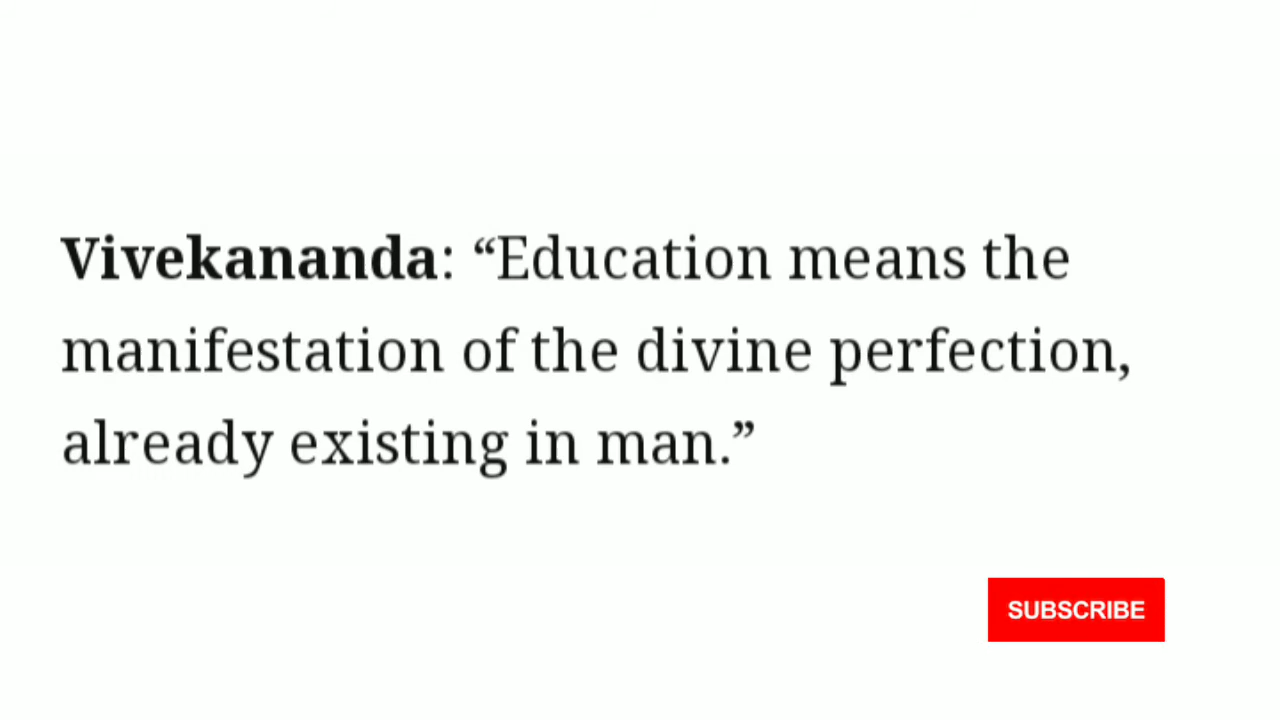 Vivekananda: “Education means the
manifestation of the divine perfection,
already existing in man.”
SUBSCRIBE